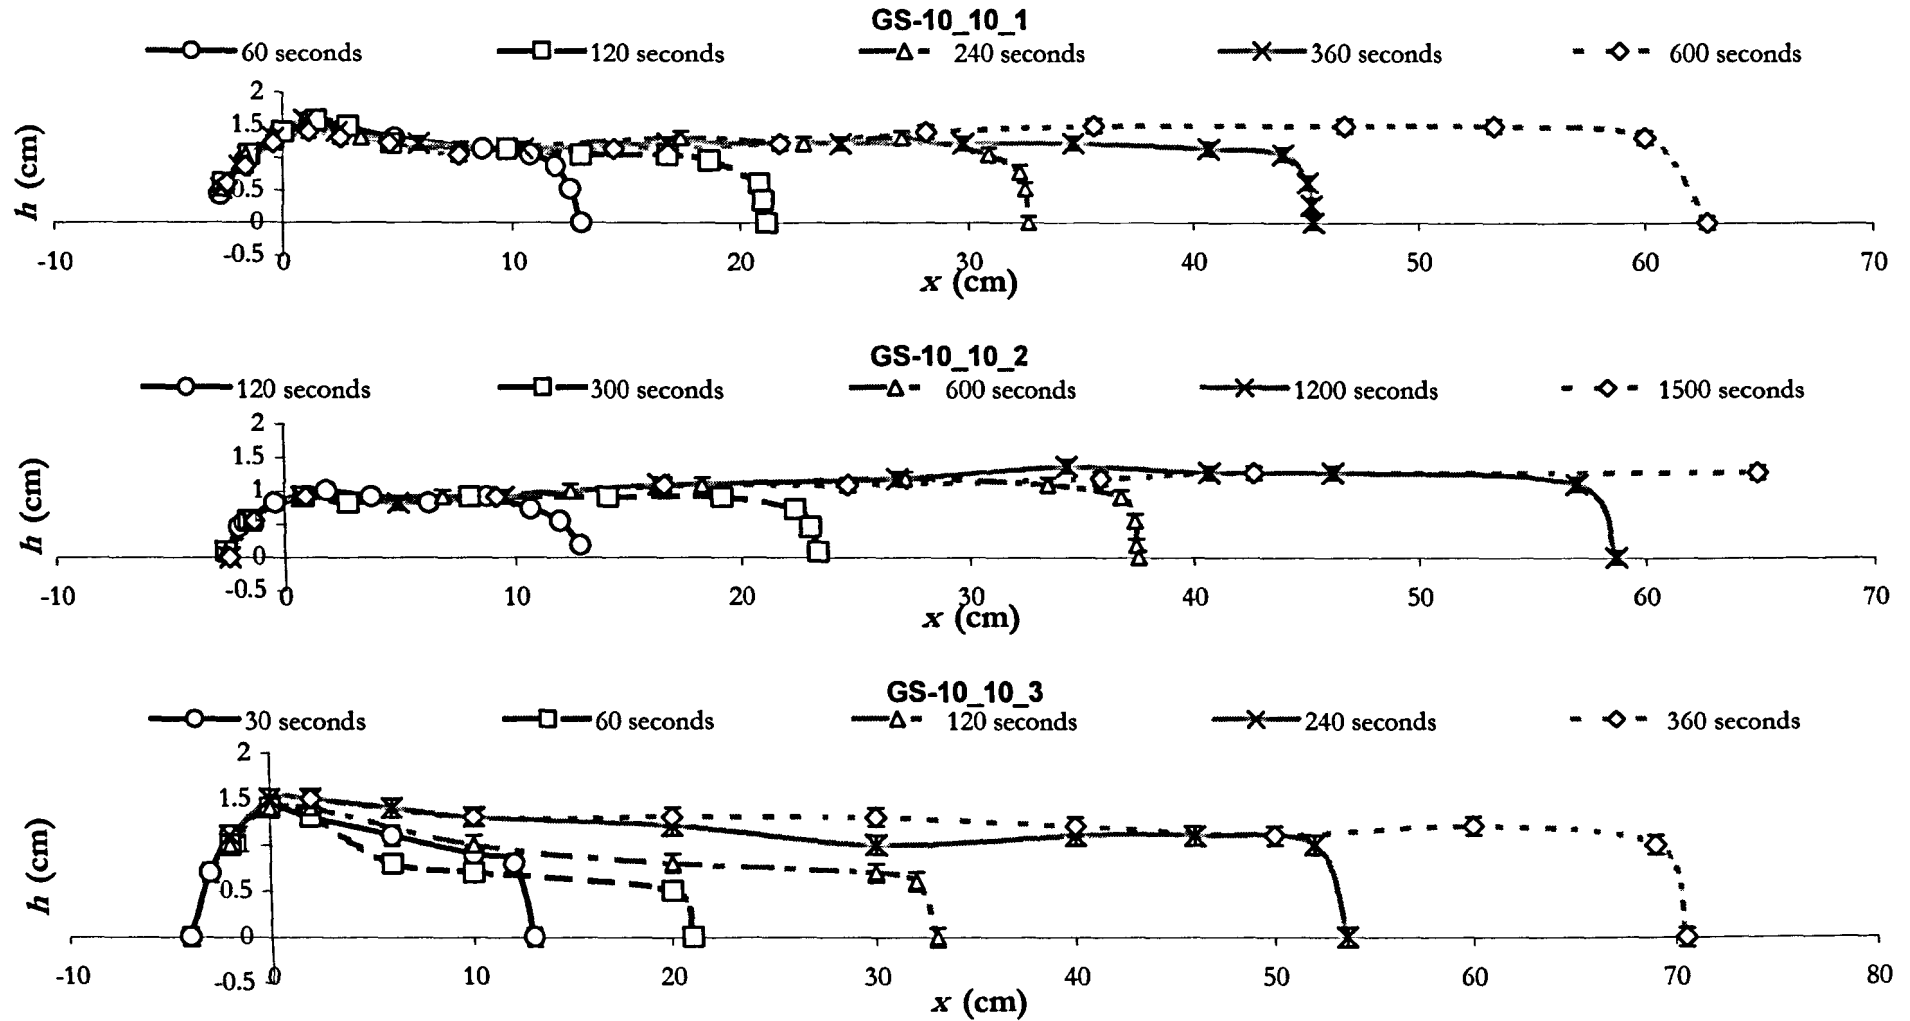 GS-10_10_1
60 seconds 120 seconds 240 seconds 360 seconds 600 seconds
2
1.5
1
0.5
0
-0.5
h (cm)
-10 0 10 20 30 40 50 60 70
x (cm)
GS-10_10_2
120 seconds 300 seconds 600 seconds 1200 seconds 1500 seconds
2
1.5
1
0.5
0
-0.5
h (cm)
-10 0 10 20 30 40 50 60 70
x (cm)
GS-10_10_3
30 seconds 60 seconds 120 seconds 240 seconds 360 seconds
2
1.5
1
0.5
0
-0.5
h (cm)
-10 0 10 20 30 40 50 60 70 80
x (cm)